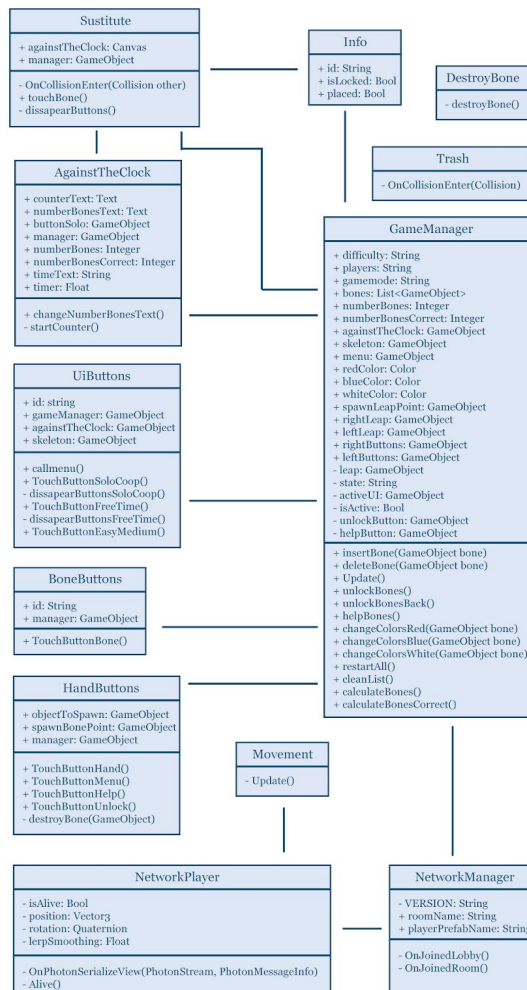 Sustitute
+ againstTheClock: Canvas
+ manager: GameObject
- OnCollisionEnter(Collision other)
+ touchBone()
- dissapearButtons()
Info
+ id: String
+ isLocked: Bool
+ placed: Bool
DestroyBone
- destroyBone()
Trash
- OnCollisionEnter(Collision)
AgainstTheClock
+ counterText: Text
+ numberBonesText: Text
+ buttonSolo: GameObject
+ manager: GameObject
+ numberBones: Integer
+ numberBonesCorrect: Integer
+ timeText: String
+ timer: Float
+ changeNumberBonesText()
- startCounter()
GameManager
+ difficulty: String
+ players: String
+ gamemode: String
+ bones: List<GameObject>
+ numberBones: Integer
+ numberBonesCorrect: Integer
+ againstTheClock: GameObject
+ skeleton: GameObject
+ menu: GameObject
+ redColor: Color
+ blueColor: Color
+ whiteColor: Color
+ spawnLeapPoint: GameObject
+ rightLeap: GameObject
+ leftLeap: GameObject
+ rightButtons: GameObject
+ leftButtons: GameObject
- leap: GameObject
- state: String
- activeUI: GameObject
- isActive: Bool
- unlockButton: GameObject
- helpButton: GameObject
+ insertBone(GameObject bone)
+ deleteBone(GameObject bone)
+ Update()
+ unlockBones()
+ unlockBonesBack()
+ helpBones()
+ changeColorsRed(GameObject bone)
+ changeColorsBlue(GameObject bone)
+ changeColorsWhite(GameObject bone)
+ restartAll()
+ cleanList()
+ calculateBones()
+ calculateBonesCorrect()
UiButtons
+ id: string
+ gameManager: GameObject
+ againstTheClock: GameObject
+ skeleton: GameObject
+ callmenu()
+ TouchButtonSoloCoop()
- dissapearButtonsSoloCoop()
+ TouchButtonFreeTime()
- dissapearButtonsFreeTime()
+ TouchButtonEasyMedium()
BoneButtons
+ id: String
+ manager: GameObject
+ TouchButtonBone()
HandButtons
+ objectToSpawn: GameObject
+ spawnBonePoint: GameObject
+ manager: GameObject
+ TouchButtonHand()
+ TouchButtonMenu()
+ TouchButtonHelp()
+ TouchButtonUnlock()
- destroyBone(GameObject)
Movement
- Update()
NetworkPlayer
- isAlive: Bool
- position: Vector3
- rotation: Quaternion
- lerpSmoothing: Float
- OnPhotonSerializeView(PhotonStream, PhotonMessageInfo)
- Alive()
NetworkManager
- VERSION: String
+ roomName: String
+ playerPrefabName: String
- OnJoinedLobby()
- OnJoinedRoom()